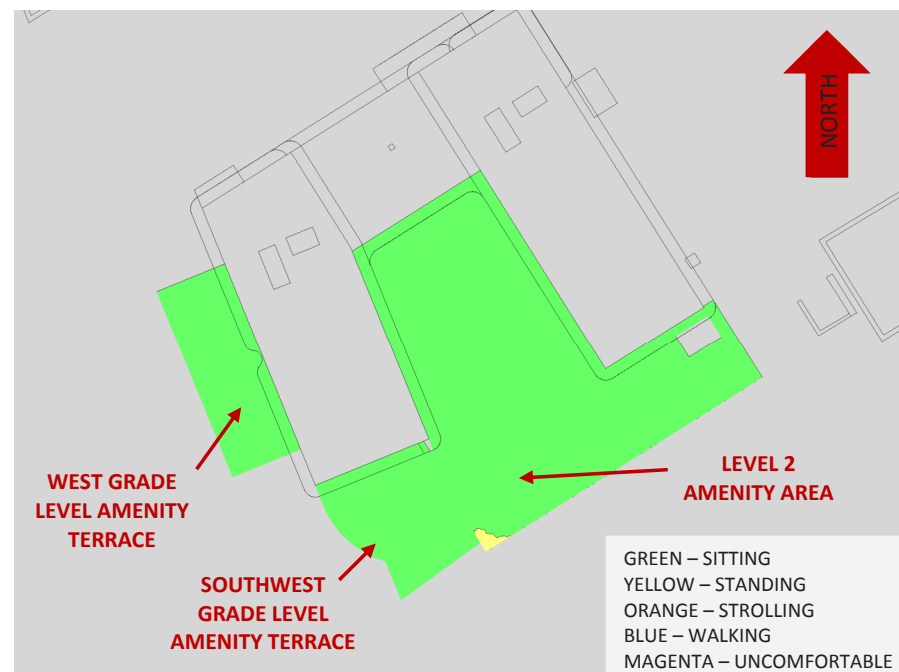 NORTH
WEST GRADE
LEVEL AMENITY
TERRACE
LEVEL 2
AMENITY AREA
SOUTHWEST
GRADE LEVEL
AMENITY TERRACE
GREEN – SITTING
YELLOW – STANDING
ORANGE – STROLLING
BLUE – WALKING
MAGENTA – UNCOMFORTABLE